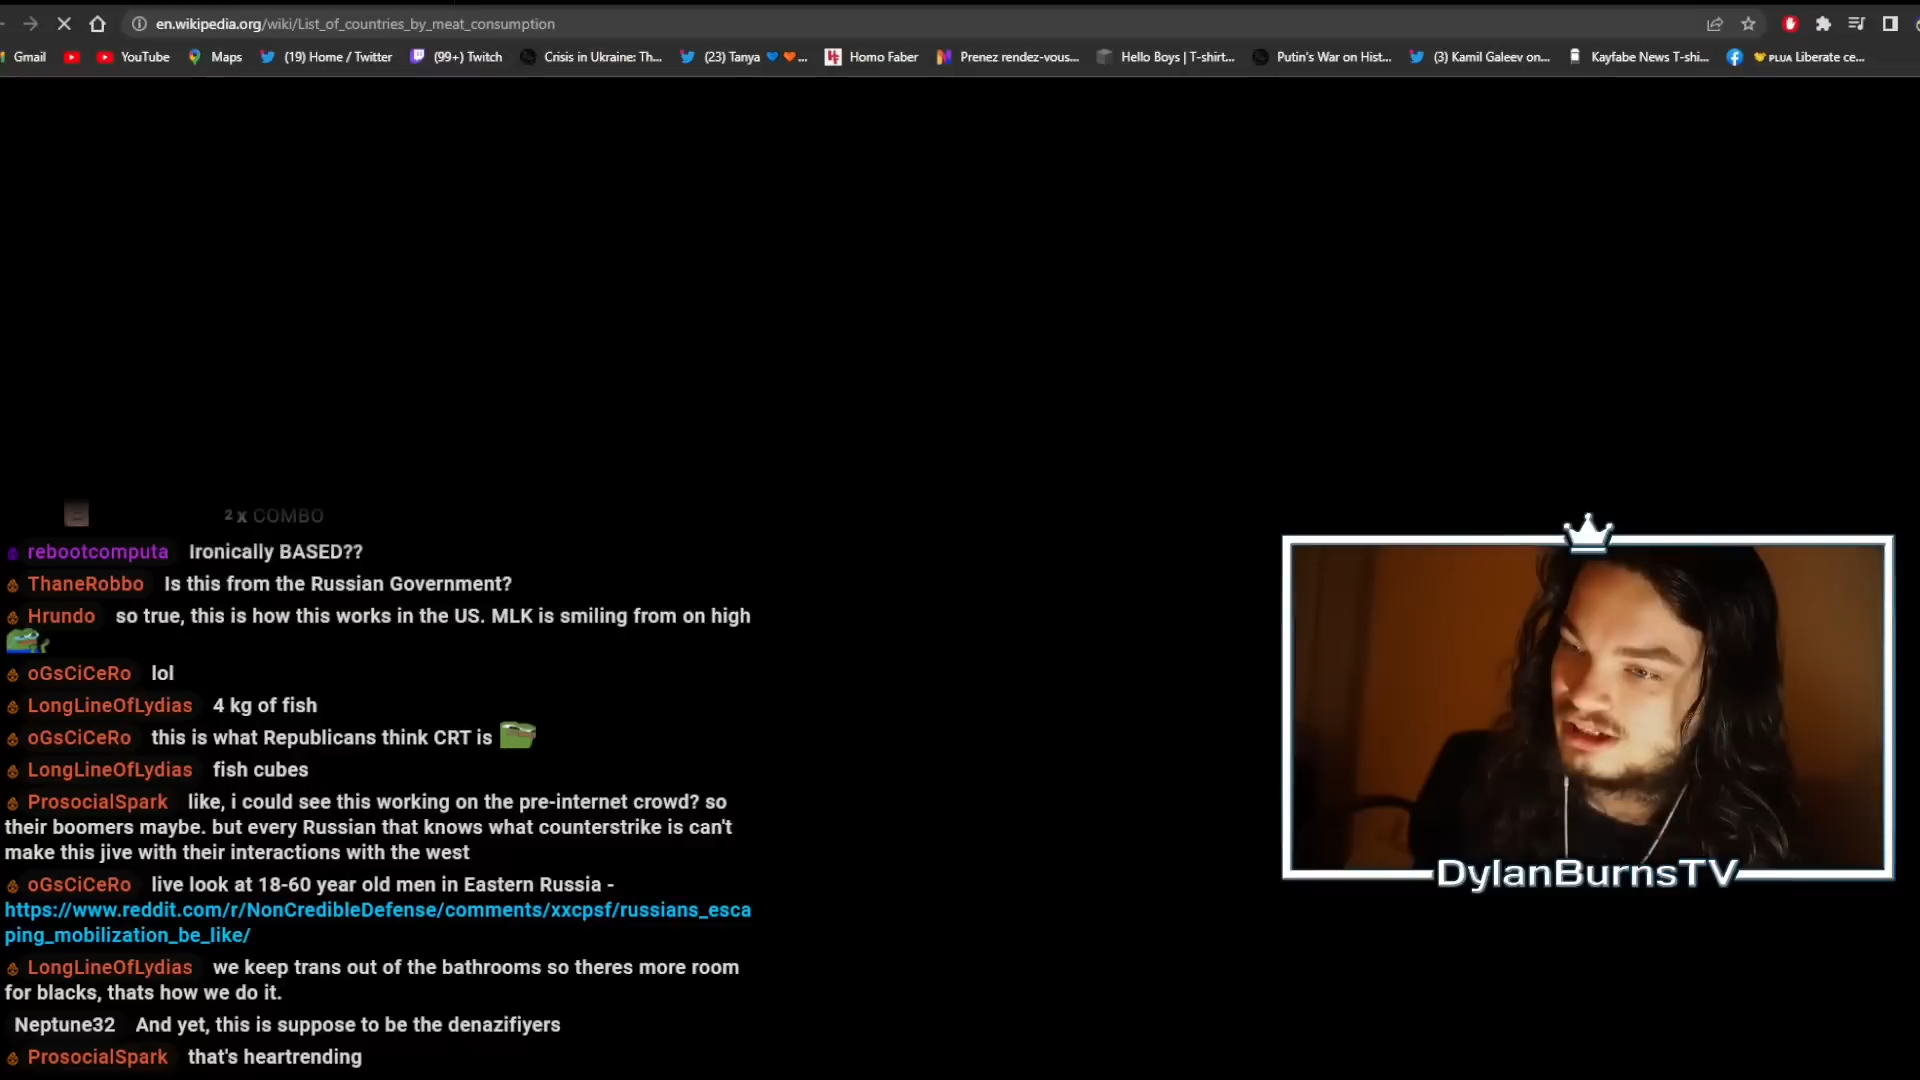 en.wikipedia.org/wiki/List_of_countries_by_meat_consumption
Gmail YouTube Maps (19) Home / Twitter (99+) Twitch Crisis in Ukraine: Th... (23) Tanya 💙🧡... Homo Faber Prenez rendez-vous... Hello Boys | T-shirt... Putin's War on Hist... (3) Kamil Galeev on... Kayfabe News T-shi... PLUA Liberate ce...
2 x COMBO
rebootcomputa Ironically BASED??
ThaneRobbo Is this from the Russian Government?
Hrundo so true, this is how this works in the US. MLK is smiling from on high
oGsCiCeRo lol
LongLineOfLydias 4 kg of fish
oGsCiCeRo this is what Republicans think CRT is
LongLineOfLydias fish cubes
ProsocialSpark like, i could see this working on the pre-internet crowd? so
their boomers maybe. but every Russian that knows what counterstrike is can't
make this jive with their interactions with the west
oGsCiCeRo live look at 18-60 year old men in Eastern Russia -
https://www.reddit.com/r/NonCredibleDefense/comments/xxcpsf/russians_esca
ping_mobilization_be_like/
LongLineOfLydias we keep trans out of the bathrooms so theres more room
for blacks, thats how we do it.
Neptune32 And yet, this is suppose to be the denazifiyers
ProsocialSpark that's heartrending
DylanBurnsTV